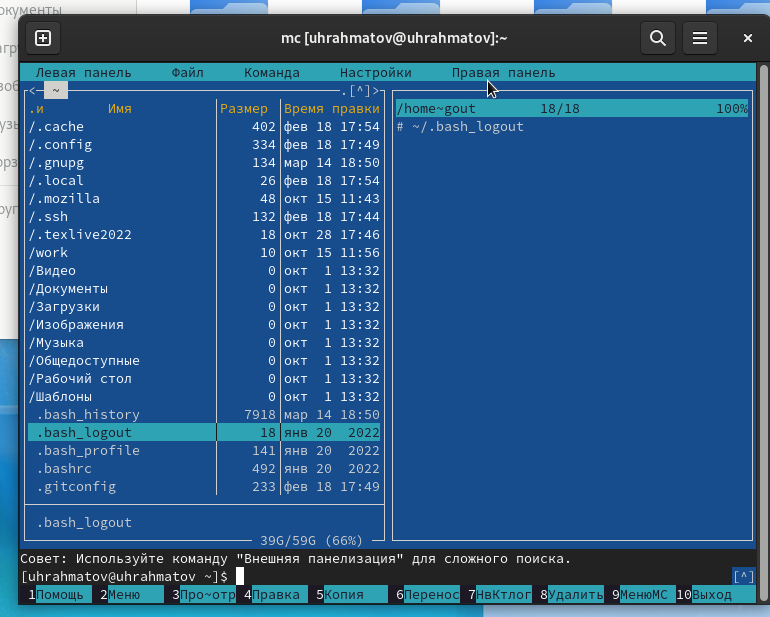 окументы
mc [uhrahmatov@uhrahmatov]:~
Левая панель Файл Команда Настройки Правая панель
<─ ~ .[^]>
.и Имя Размер Время правки
/.cache 402 фев 18 17:54
/.config 334 фев 18 17:49
/.gnupg 134 мар 14 18:50
/.local 26 фев 18 17:54
/.mozilla 48 окт 15 11:43
/.ssh 132 фев 18 17:44
/.texlive2022 18 окт 28 17:46
/work 10 окт 15 11:56
/Видео 0 окт 1 13:32
/Документы 0 окт 1 13:32
/Загрузки 0 окт 1 13:32
/Изображения 0 окт 1 13:32
/Музыка 0 окт 1 13:32
/Общедоступные 0 окт 1 13:32
/Рабочий стол 0 окт 1 13:32
/Шаблоны 0 окт 1 13:32
.bash_history 7918 мар 14 18:50
.bash_logout 18 янв 20 2022
.bash_profile 141 янв 20 2022
.bashrc 492 янв 20 2022
.gitconfig 233 фев 18 17:49
.bash_logout
39G/59G (66%)
/home~gout 18/18 100%
# ~/.bash_logout
Совет: Используйте команду "Внешняя панелизация" для сложного поиска.
[uhrahmatov@uhrahmatov ~]$ [^]
1Помощь 2Меню 3Про~отр 4Правка 5Копия 6Перенос 7НвКтлог 8Удалить 9МенюМС 10Выход